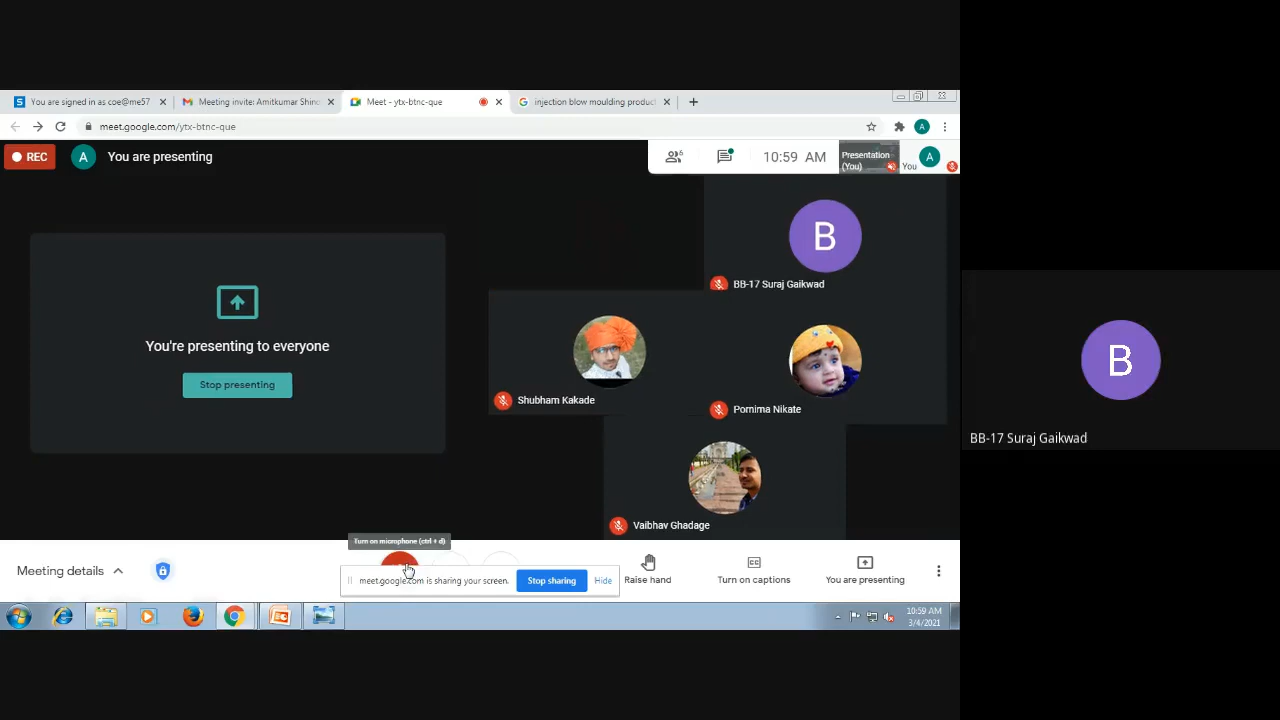 You are signed in as coe@me57
Meeting invite: Amitkumar Shin
Meet - ytx-btnc-que
injection blow moulding product
meet.google.com/ytx-btnc-que
A
REC
A
You are presenting
6
10:59 AM
Presentation
(You)
You
A
B
BB-17 Suraj Gaikwad
You're presenting to everyone
Stop presenting
Shubham Kakade
Pornima Nikate
B
BB-17 Suraj Gaikwad
Vaibhav Ghadage
Turn on microphone (ctrl + d)
Meeting details
meet.google.com is sharing your screen.
Stop sharing
Hide
Raise hand
Turn on captions
You are presenting
10:59 AM
3/4/2021